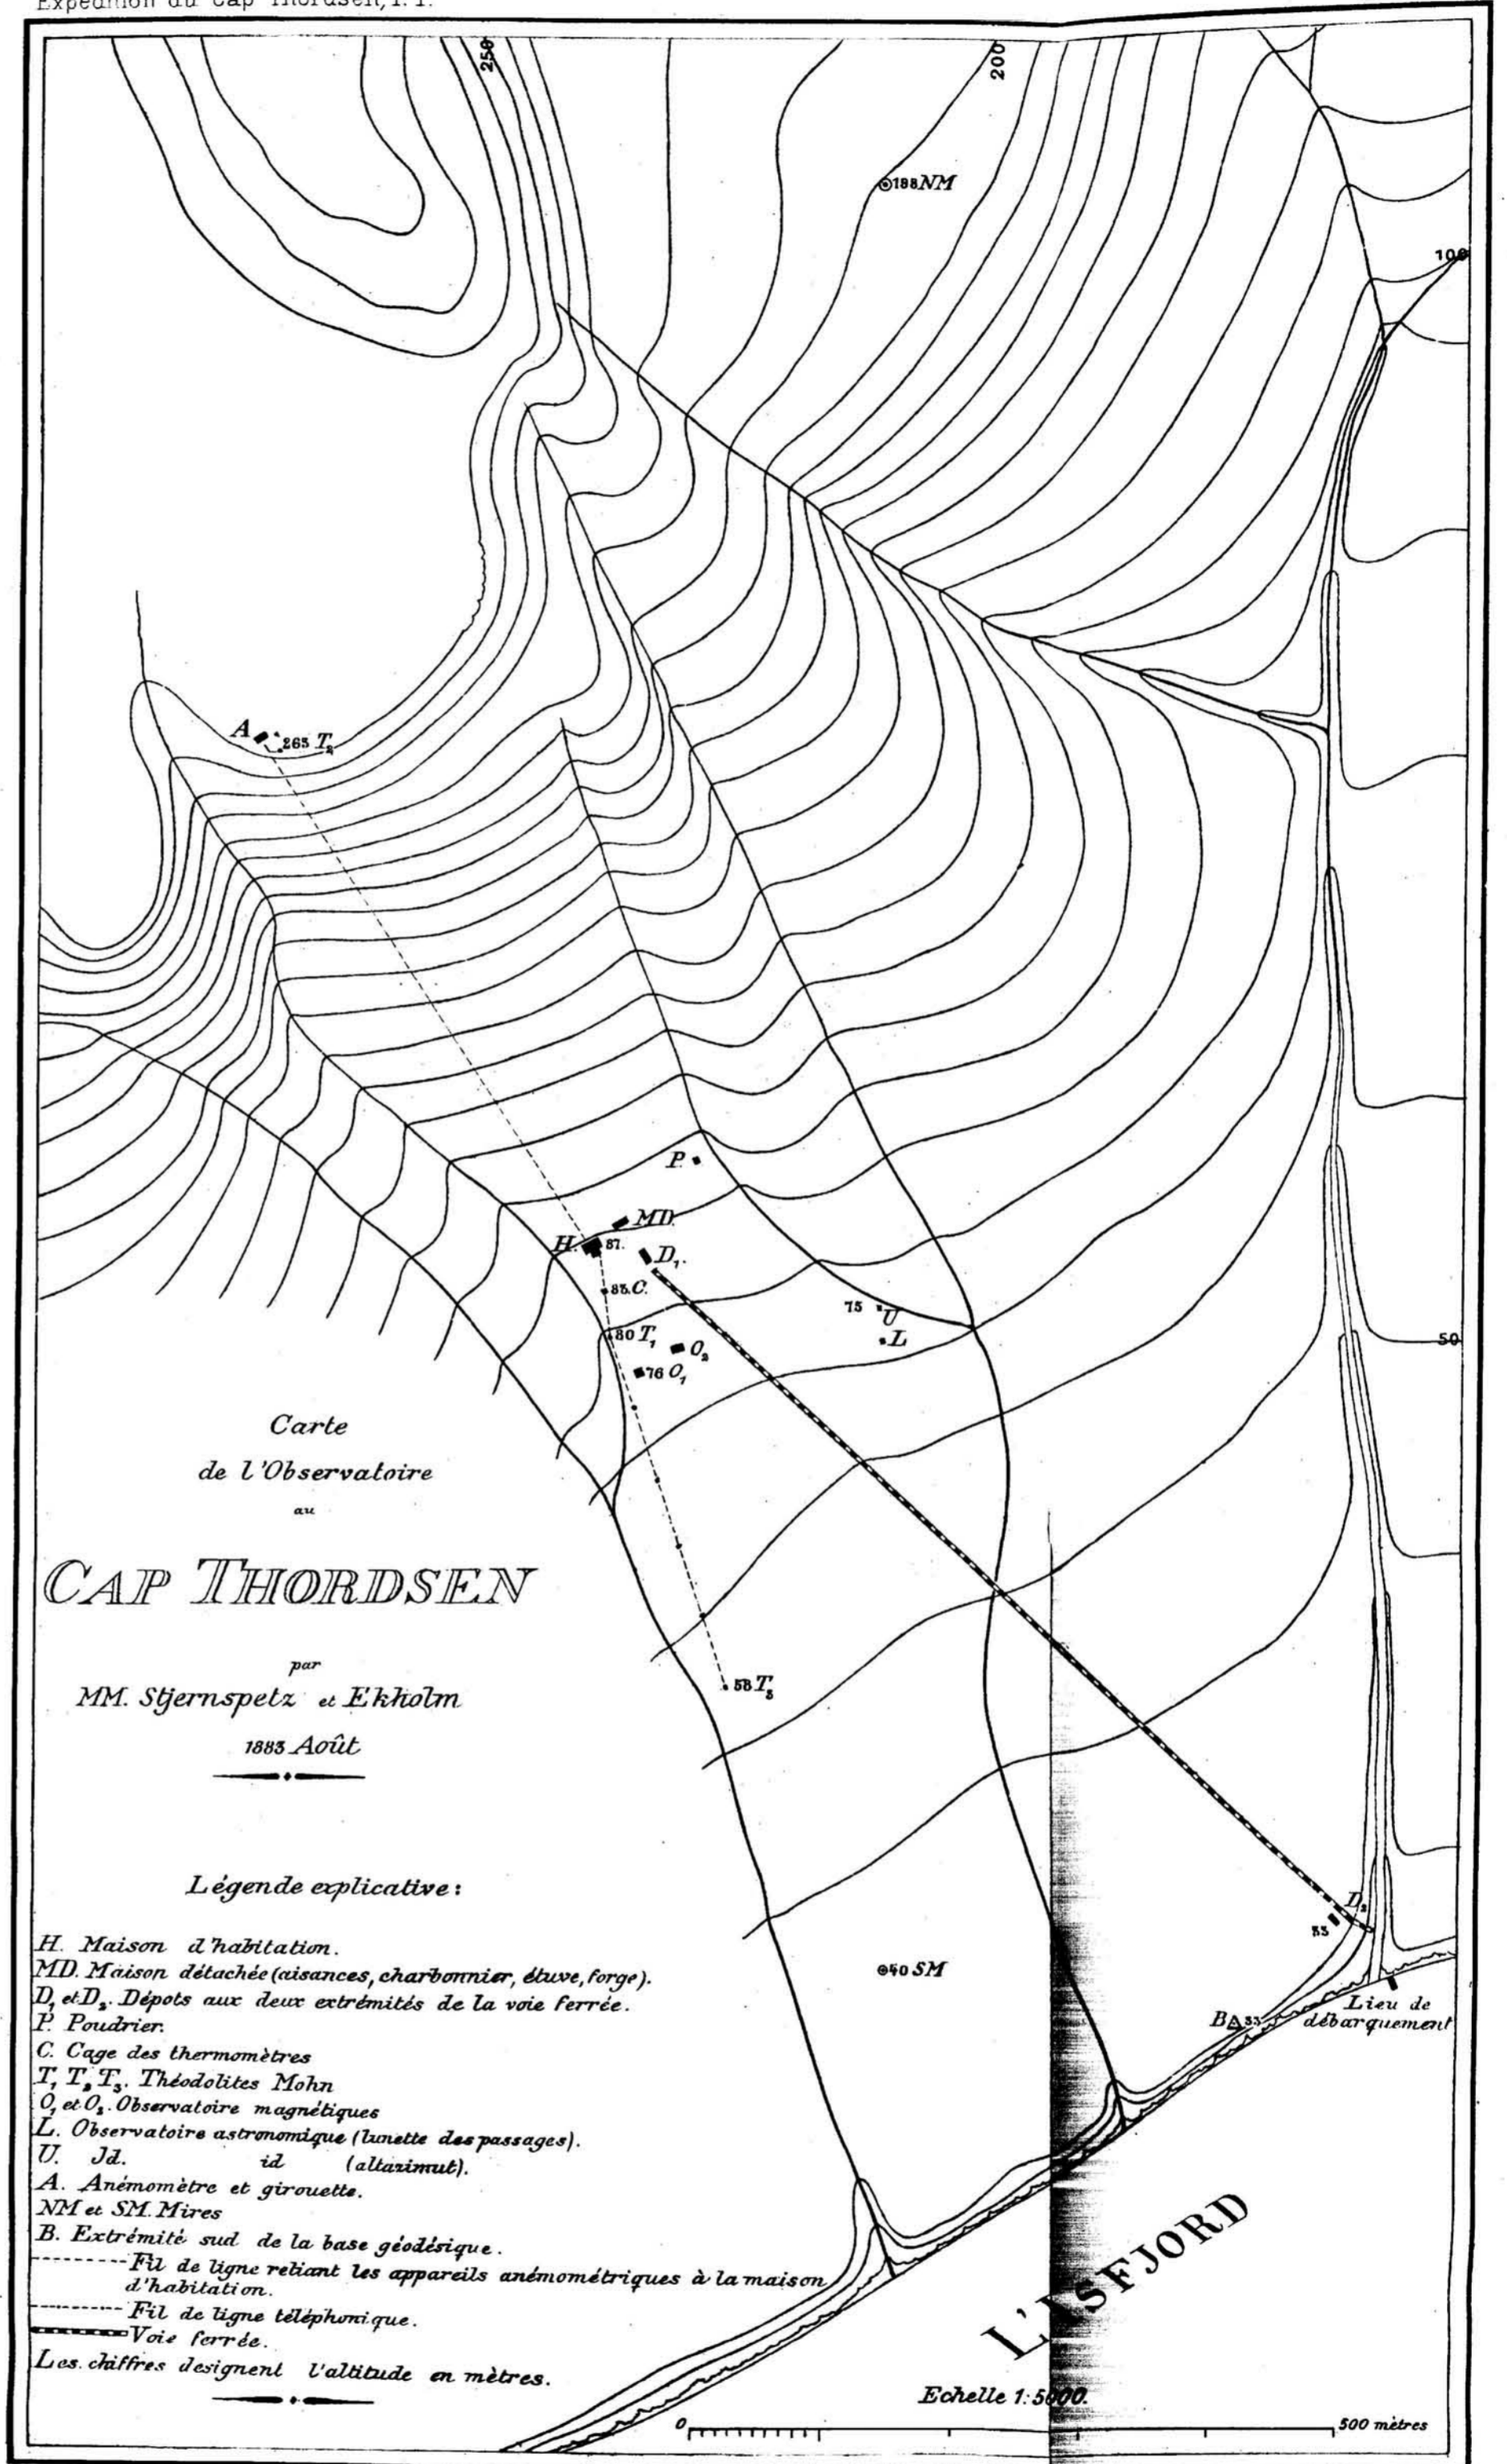 Expédition du Cap Thordsen, I. 1.
250
200
188 NM
100
A
265 T2
P.
MD.
H. 87.
D1.
83. C.
75 U
80 T1
O2
L
76 O1
50
Carte
de l'Observatoire
au
CAP THORDSEN
par
MM. Stjernspetz et Ekholm
1883 Août
58 T3
Légende explicative:
D2
33
40 SM
B 33
Lieu de
débarquement
H. Maison d'habitation.
MD. Maison détachée (aisances, charbonnier, étuve, forge).
D1 et D2. Dépots aux deux extrémités de la voie ferrée.
P. Poudrier.
C. Cage des thermomètres
T1 T2 T3. Théodolites Mohn
O1 et O2. Observatoire magnétiques
L. Observatoire astronomique (lunette des passages).
U. Id. id (altazimut).
A. Anémomètre et girouette.
NM et SM. Mires
B. Extrémité sud de la base géodésique.
Fil de ligne reliant les appareils anémométriques à la maison
d'habitation.
Fil de ligne téléphonique.
Voie ferrée.
Les chiffres designent l'altitude en mètres.
L'ISFJORD
Echelle 1:5000.
0
500 mètres